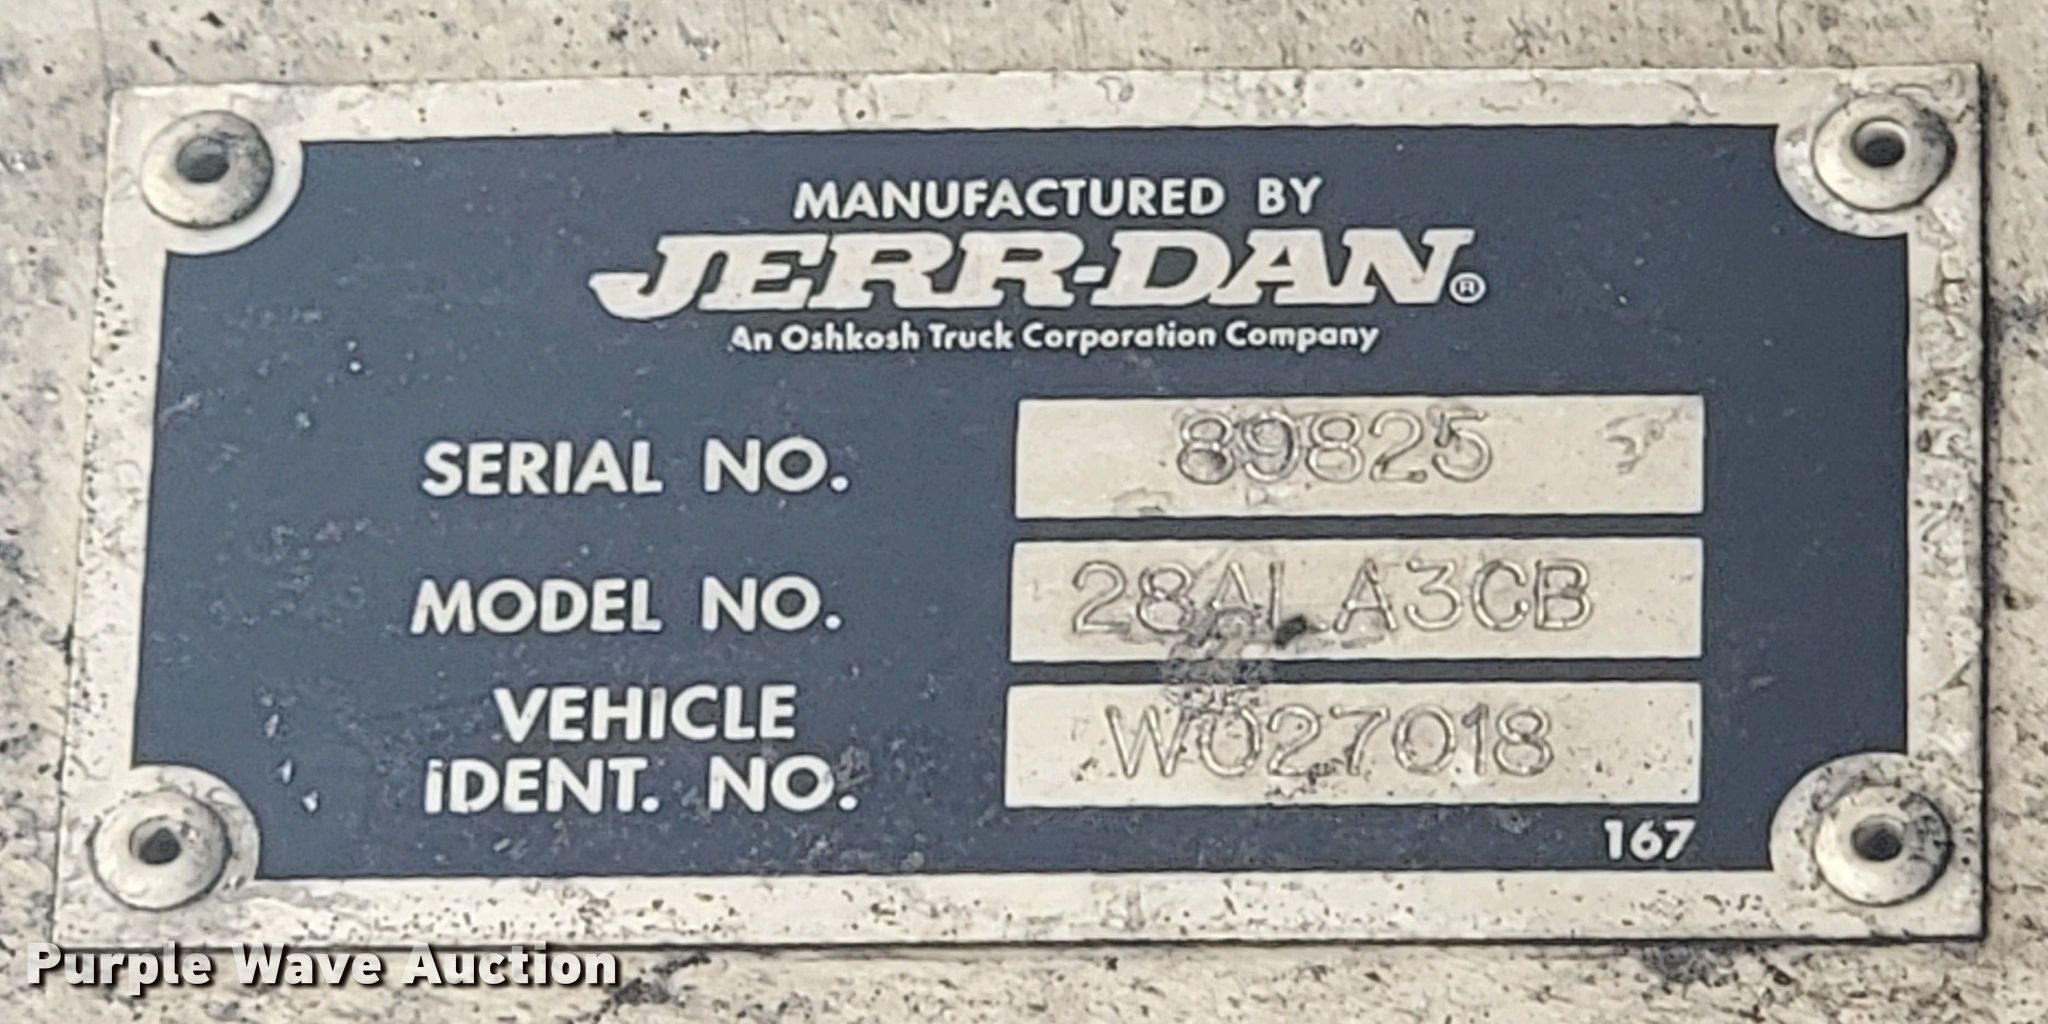 MANUFACTURED BY
JERR-DAN®
An Oshkosh Truck Corporation Company
SERIAL NO. 89825
MODEL NO. 28ALA3CB
VEHICLE
IDENT. NO. W027018
167
Purple Wave Auction